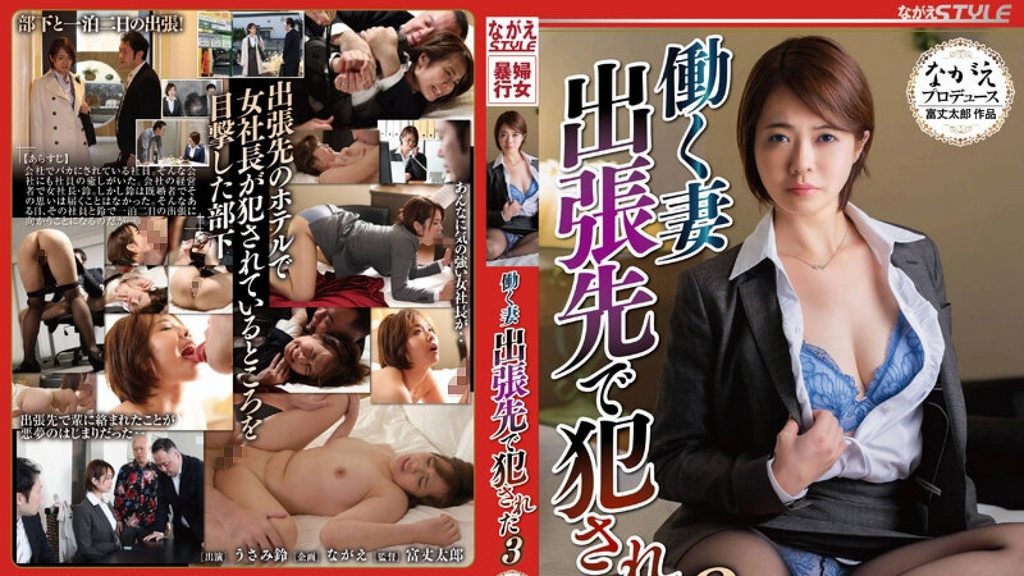 部下と一泊二日の出張!
【あらすじ】
出張先のホテルで
女社長が犯されているところを
目撃した部下
あんなに気の強い女社長が‥
出張先で輩に絡まれたことが
悪夢のはじまりだった…
[出演] うさみ鈴 [企画] ながえ [監督] 富丈太郎
ながえ
STYLE
婦女
暴行
働く妻 出張先で犯されだ 3
ながえSTYLE
ながえ
プロデュース
富丈太郎 作品
働く妻
出張先で犯され